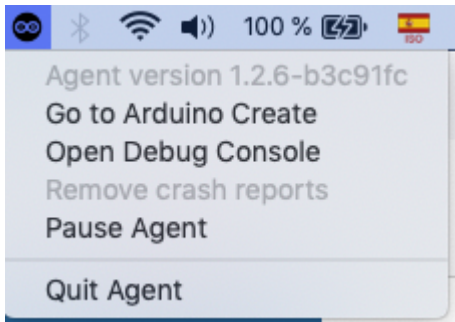 100 %
ISO
Agent version 1.2.6-b3c91fc
Go to Arduino Create
Open Debug Console
Remove crash reports
Pause Agent
Quit Agent